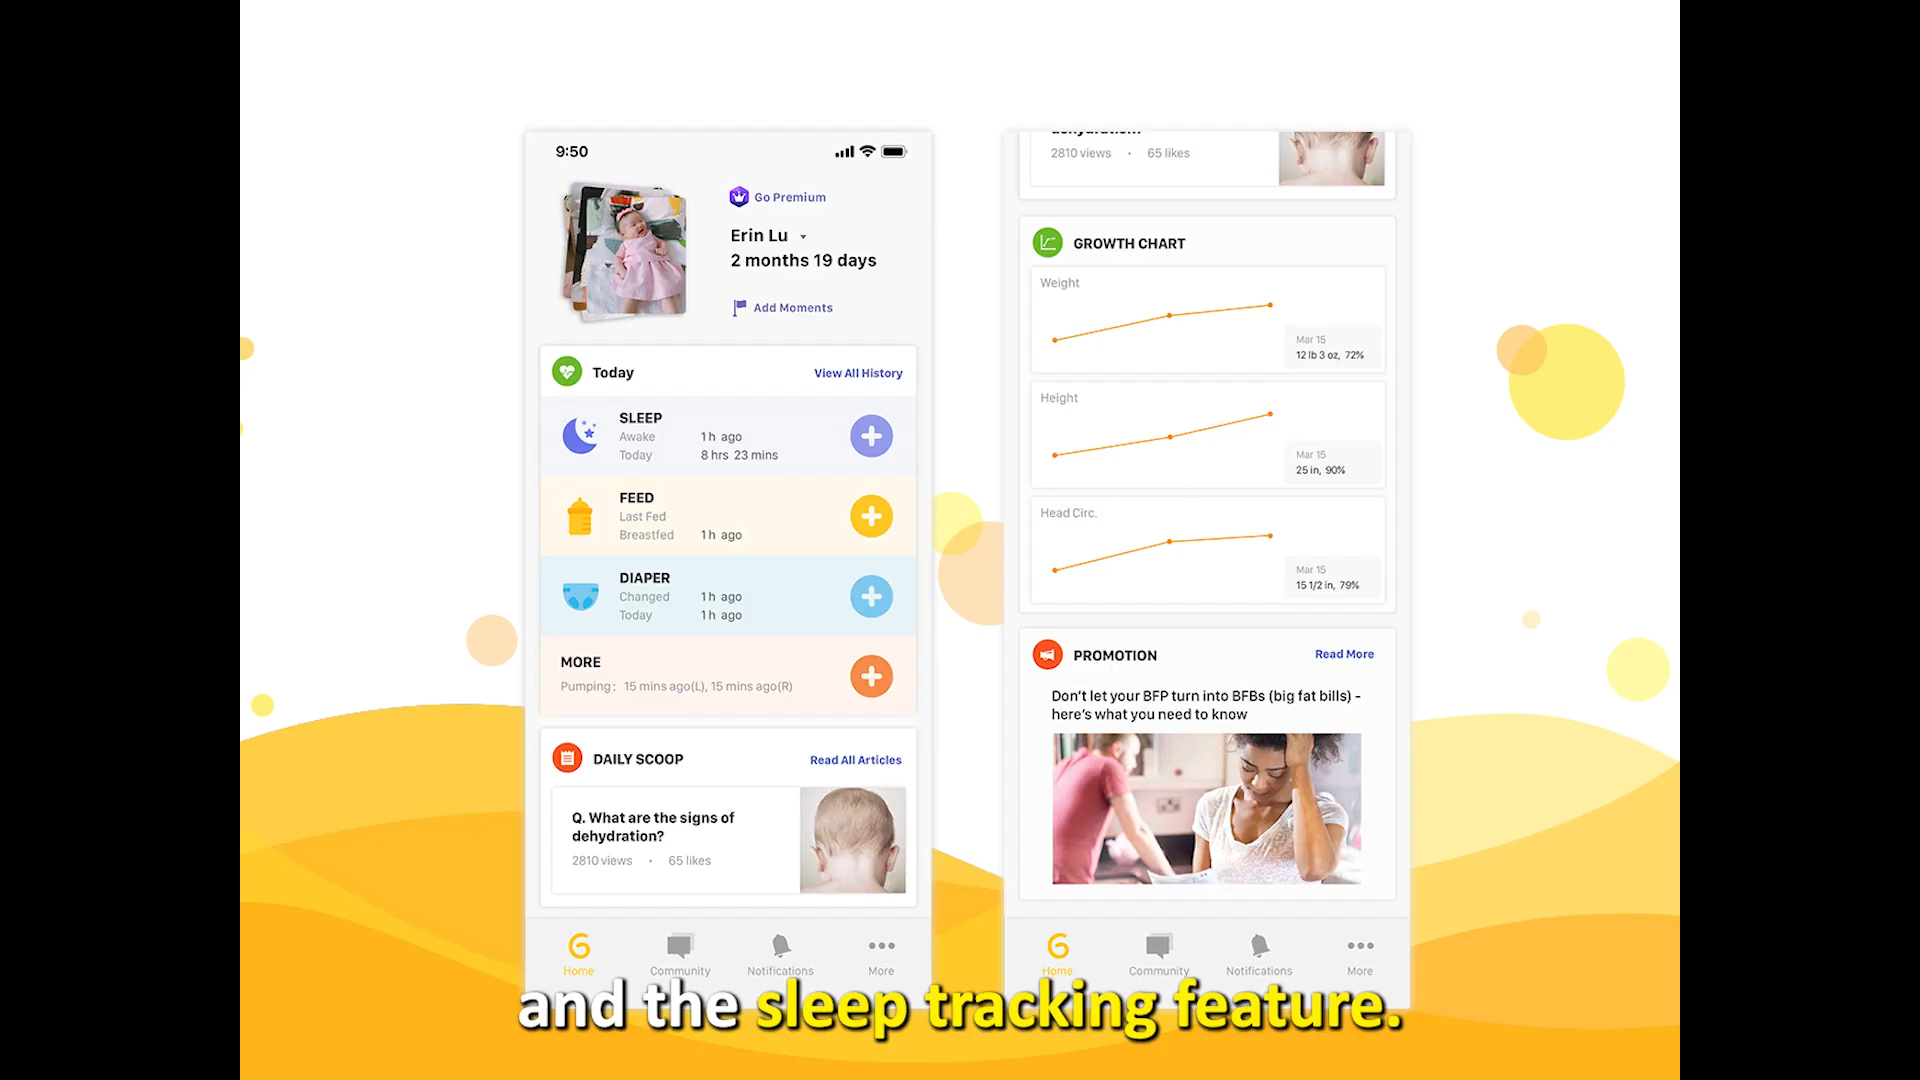 9:50
Go Premium
Erin Lu
2 months 19 days
Add Moments
Today
View All History
SLEEP
Awake 1 h ago
Today 8 hrs 23 mins
FEED
Last Fed
Breastfed 1 h ago
DIAPER
Changed 1 h ago
Today 1 h ago
MORE
Pumping: 15 mins ago(L), 15 mins ago(R)
DAILY SCOOP
Read All Articles
Q. What are the signs of
dehydration?
2810 views · 65 likes
Home
Community
Notifications
More
dehydration?
2810 views · 65 likes
GROWTH CHART
Weight
Mar 15
12 lb 3 oz, 72%
Height
Mar 15
25 in, 90%
Head Circ.
Mar 15
15 1/2 in, 79%
PROMOTION
Read More
Don't let your BFP turn into BFBs (big fat bills) -
here's what you need to know
Home
Community
Notifications
More
and the sleep tracking feature.